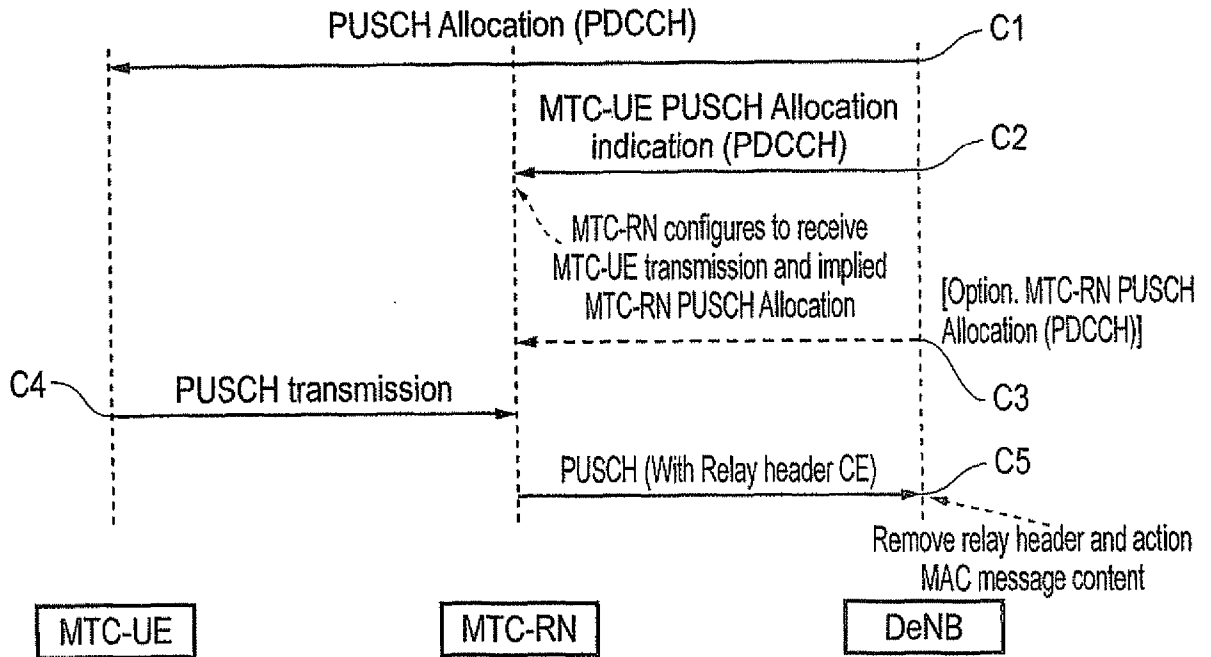 PUSCH Allocation (PDCCH)
C1
MTC-UE PUSCH Allocation
indication (PDCCH)
C2
MTC-RN configures to receive
MTC-UE transmission and implied
MTC-RN PUSCH Allocation
[Option. MTC-RN PUSCH
Allocation (PDCCH)]
C3
C4
PUSCH transmission
PUSCH (With Relay header CE)
C5
Remove relay header and action
MAC message content
MTC-UE
MTC-RN
DeNB